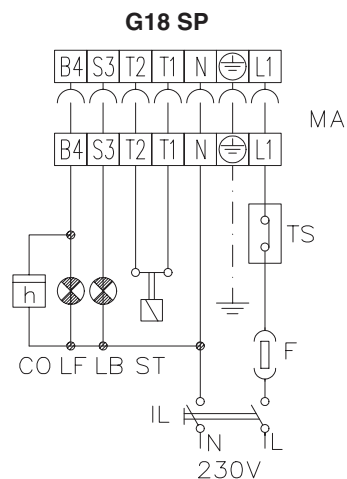 G18 SP
B4 S3 T2 T1 N L1
MA
B4 S3 T2 T1 N L1
TS
h
F
CO LF LB ST
IL
N L
230V